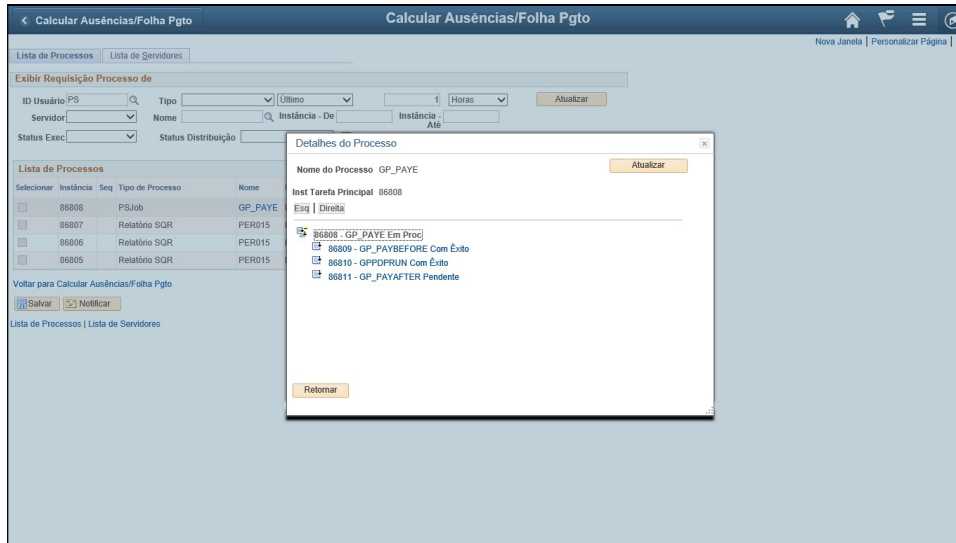 Calcular Ausências/Folha Pgto
Calcular Ausências/Folha Pgto
Nova Janela | Personalizar Página |
Lista de Processos
Lista de Servidores
Exibir Requisição Processo de
ID Usuário PS Tipo Último 1 Horas Atualizar
Servidor Nome Instância - De Instância - Até
Status Exec Status Distribuição
Lista de Processos
Selecionar Instância Seq Tipo de Processo Nome
86808 PSJob GP_PAYE
86807 Relatório SQR PER015
86806 Relatório SQR PER015
86805 Relatório SQR PER015
Voltar para Calcular Ausências/Folha Pgto
Salvar Notificar
Lista de Processos | Lista de Servidores
Detalhes do Processo
Nome do Processo GP_PAYE Atualizar
Inst Tarefa Principal 86808
Esq | Direita
86808 - GP_PAYE Em Proc
86809 - GP_PAYBEFORE Com Êxito
86810 - GPPDPRUN Com Êxito
86811 - GP_PAYAFTER Pendente
Retornar